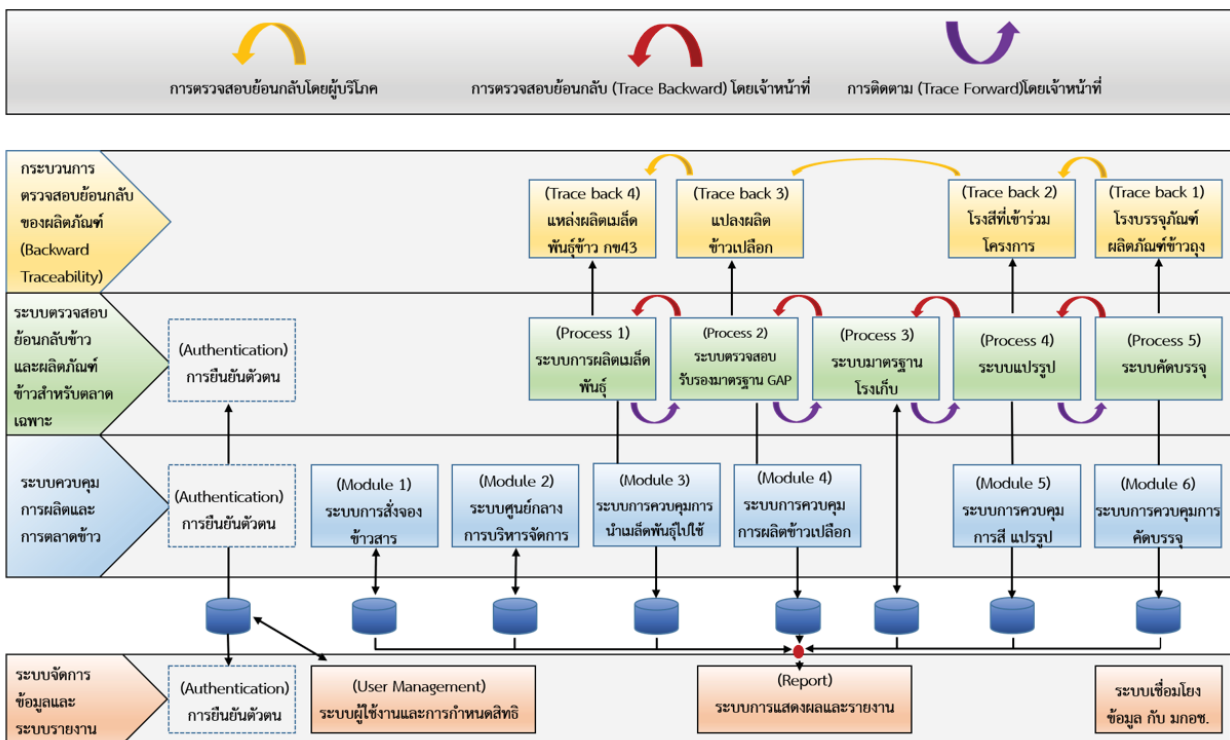 การตรวจสอบย้อนกลับโดยผู้บริโภค
การตรวจสอบย้อนกลับ (Trace Backward) โดยเจ้าหน้าที่
การติดตาม (Trace Forward)โดยเจ้าหน้าที่
กระบวนการ
ตรวจสอบย้อนกลับ
ของผลิตภัณฑ์
(Backward
Traceability)
(Trace back 4)
แหล่งผลิตเมล็ด
พันธุ์ข้าว กข43
(Trace back 3)
แปลงผลิต
ข้าวเปลือก
(Trace back 2)
โรงสีที่เข้าร่วม
โครงการ
(Trace back 1)
โรงบรรจุภัณฑ์
ผลิตภัณฑ์ข้าวถุง
ระบบตรวจสอบ
ย้อนกลับข้าว
และผลิตภัณฑ์
ข้าวสำหรับตลาด
เฉพาะ
(Authentication)
การยืนยันตัวตน
(Process 1)
ระบบการผลิตเมล็ด
พันธุ์
(Process 2)
ระบบตรวจสอบ
รับรองมาตรฐาน GAP
(Process 3)
ระบบมาตรฐาน
โรงเก็บ
(Process 4)
ระบบแปรรูป
(Process 5)
ระบบคัดบรรจุ
ระบบควบคุม
การผลิตและ
การตลาดข้าว
(Authentication)
การยืนยันตัวตน
(Module 1)
ระบบการสั่งจอง
ข้าวสาร
(Module 2)
ระบบศูนย์กลาง
การบริหารจัดการ
(Module 3)
ระบบการควบคุมการ
นำเมล็ดพันธุ์ไปใช้
(Module 4)
ระบบการควบคุม
การผลิตข้าวเปลือก
(Module 5)
ระบบการควบคุม
การสี แปรรูป
(Module 6)
ระบบการควบคุมการ
คัดบรรจุ
ระบบจัดการ
ข้อมูลและ
ระบบรายงาน
(Authentication)
การยืนยันตัวตน
(User Management)
ระบบผู้ใช้งานและการกำหนดสิทธิ
(Report)
ระบบการแสดงผลและรายงาน
ระบบเชื่อมโยง
ข้อมูล กับ มกอช.